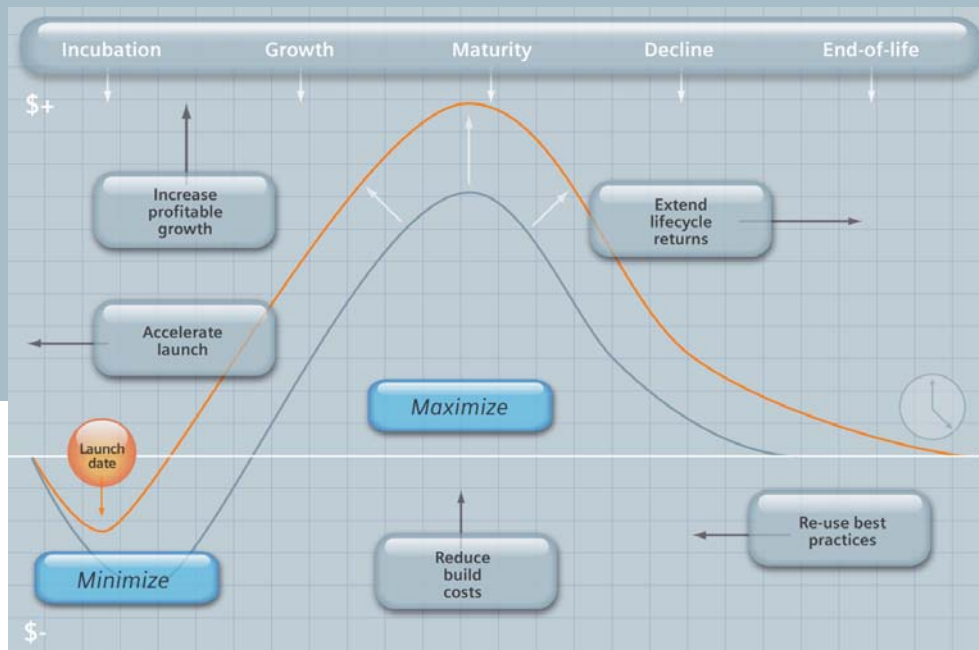 Incubation Growth Maturity Decline End-of-life
$+
Increase
profitable
growth
Extend
lifecycle
returns
Accelerate
launch
Maximize
Launch
date
Minimize
Reduce
build
costs
Re-use best
practices
$-